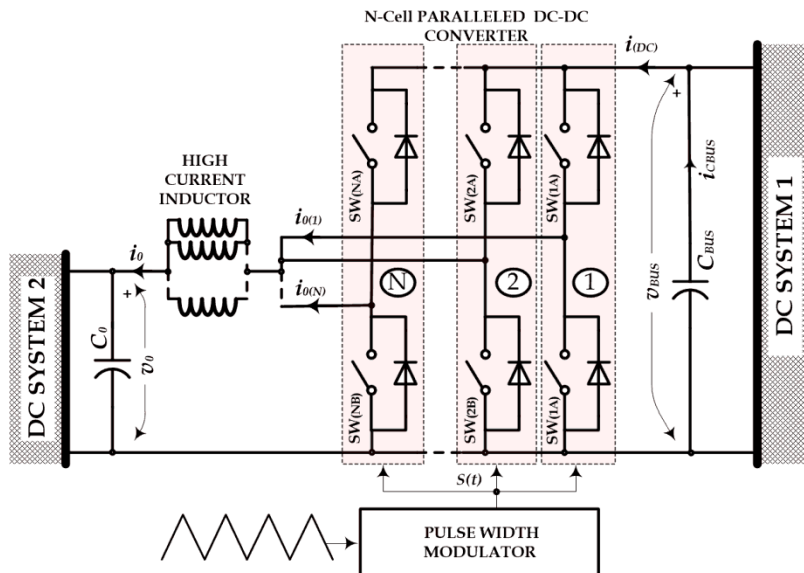 N-Cell PARALLELED DC-DC
CONVERTER
i(DC)
+
HIGH
CURRENT
INDUCTOR
SW(NA)
SW(2A)
SW(1A)
iCBUS
i0(1)
i0
+
i0(N)
N
2
1
vBUS
CBUS
DC SYSTEM 1
DC SYSTEM 2
C0
v0
SW(NB)
SW(2B)
SW(1A)
S(t)
PULSE WIDTH
MODULATOR